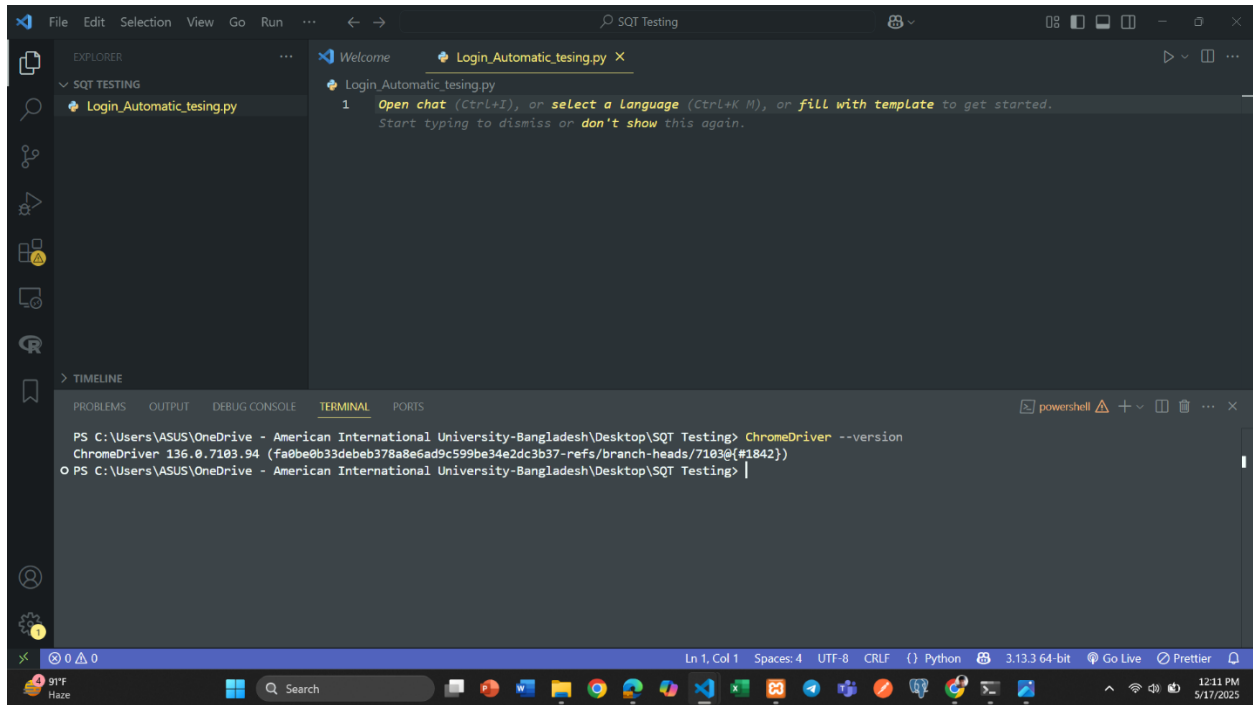 File Edit Selection View Go Run ··· SQT Testing
EXPLORER ···
SQT TESTING
Login_Automatic_tesing.py
TIMELINE
Welcome Login_Automatic_tesing.py
Login_Automatic_tesing.py
1 Open chat (Ctrl+I), or select a language (Ctrl+K M), or fill with template to get started.
Start typing to dismiss or don't show this again.
PROBLEMS OUTPUT DEBUG CONSOLE TERMINAL PORTS powershell
PS C:\Users\ASUS\OneDrive - American International University-Bangladesh\Desktop\SQT Testing> ChromeDriver --version
ChromeDriver 136.0.7103.94 (fa0be0b33debeb378a8e6ad9c599be34e2dc3b37-refs/branch-heads/7103@{#1842})
PS C:\Users\ASUS\OneDrive - American International University-Bangladesh\Desktop\SQT Testing>
1
0 0 Ln 1, Col 1 Spaces: 4 UTF-8 CRLF {} Python 3.13.3 64-bit Go Live Prettier
4 91°F
Haze
Search
12:11 PM
5/17/2025